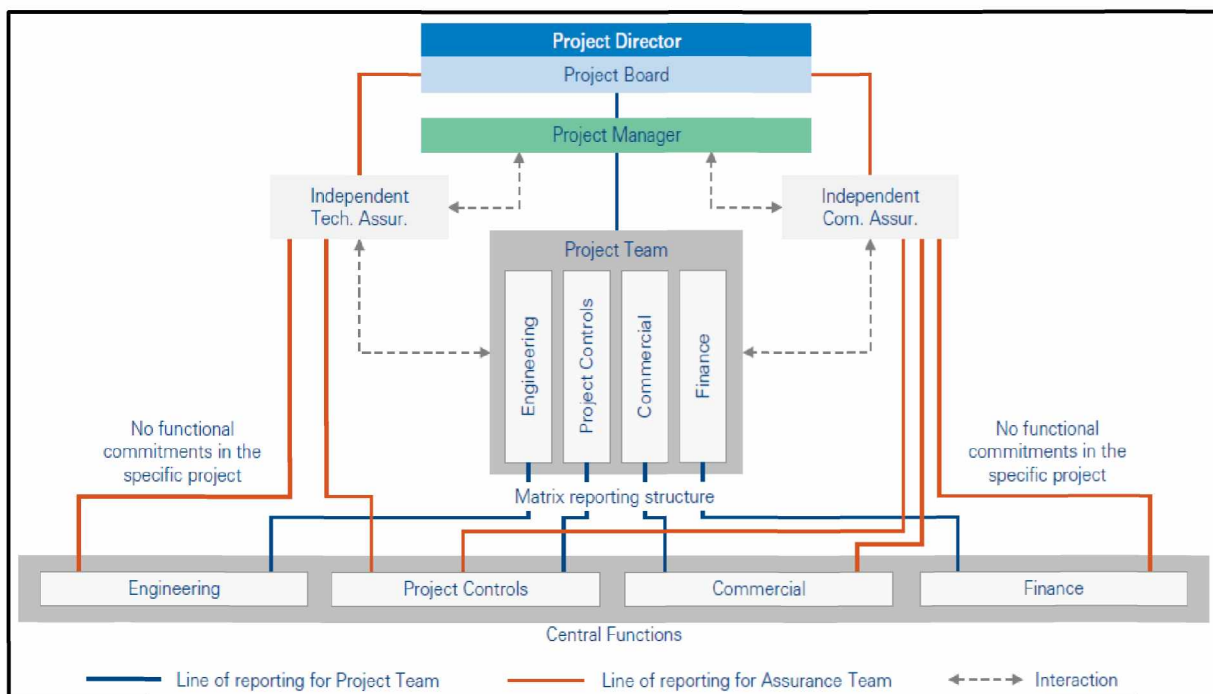 Project Director
Project Board
Project Manager
Independent
Tech. Assur.
Independent
Com. Assur.
Project Team
Engineering
Project Controls
Commercial
Finance
No functional
commitments in the
specific project
No functional
commitments in the
specific project
Matrix reporting structure
Engineering
Project Controls
Commercial
Finance
Central Functions
Line of reporting for Project Team
Line of reporting for Assurance Team
Interaction